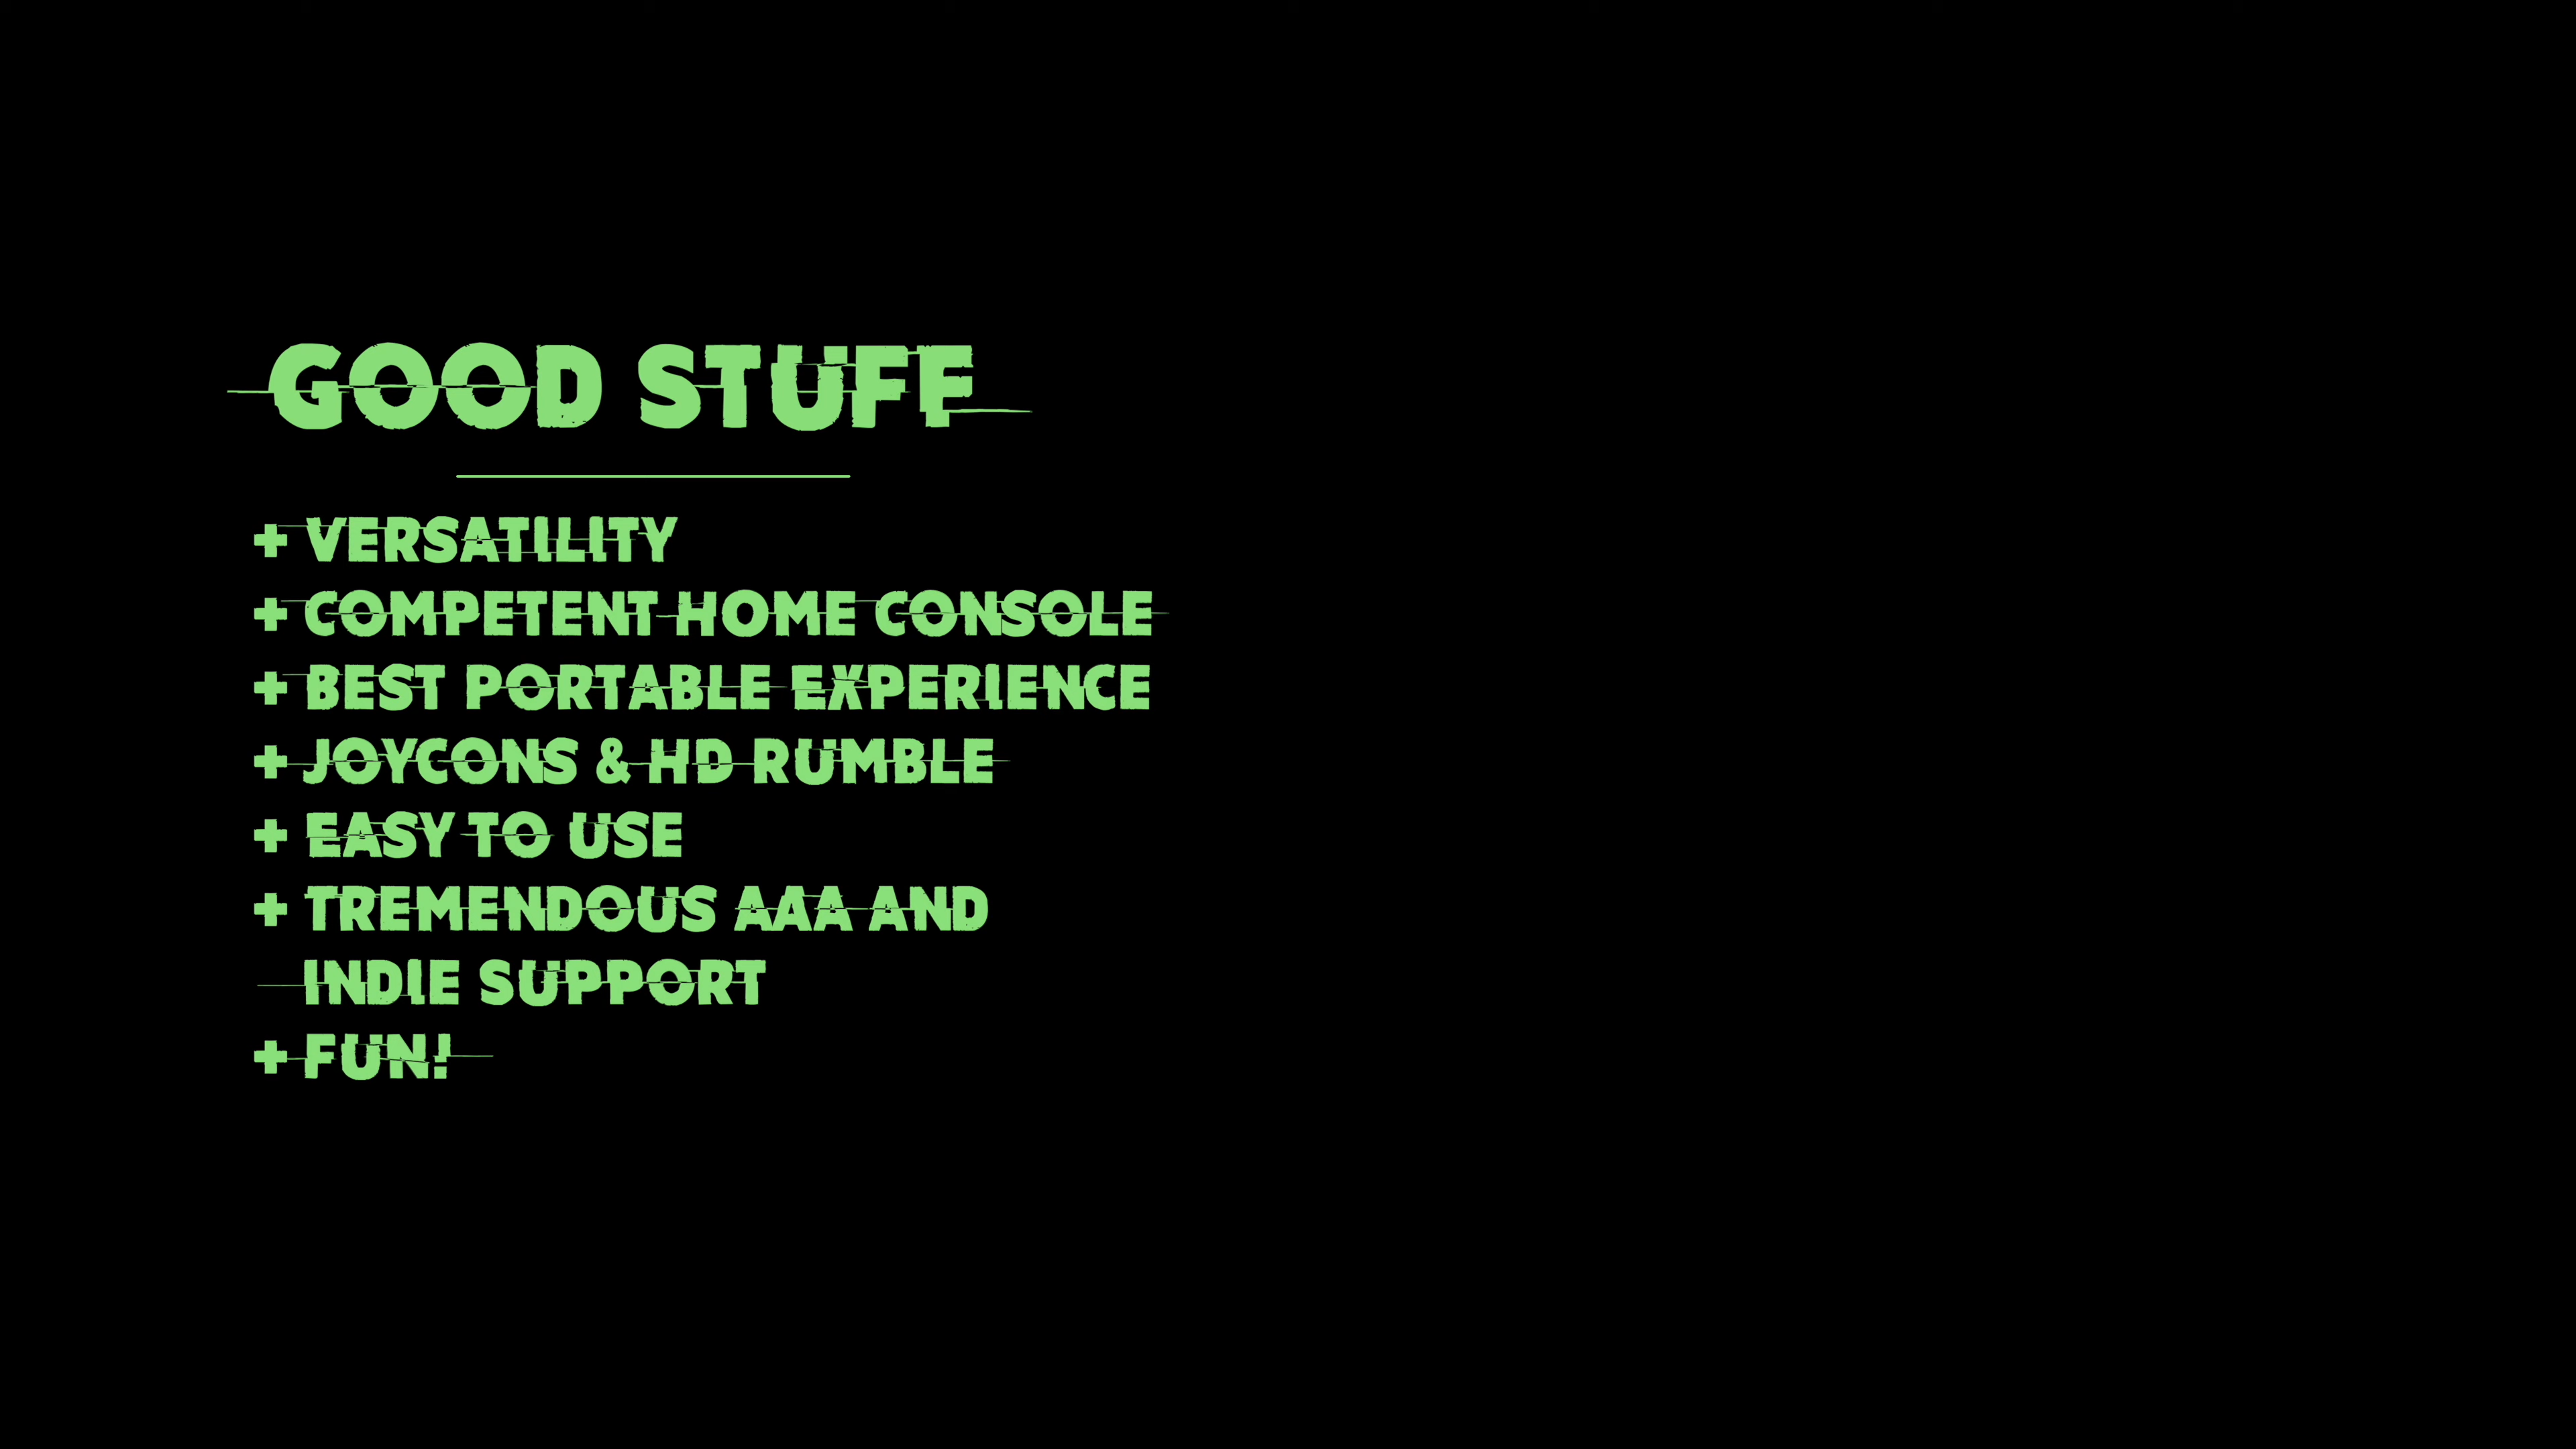 GOOD STUFF
+ VERSATILITY
+ COMPETENT HOME CONSOLE
+ BEST PORTABLE EXPERIENCE
+ JOYCONS & HD RUMBLE
+ EASY TO USE
+ TREMENDOUS AAA AND
INDIE SUPPORT
+ FUN!